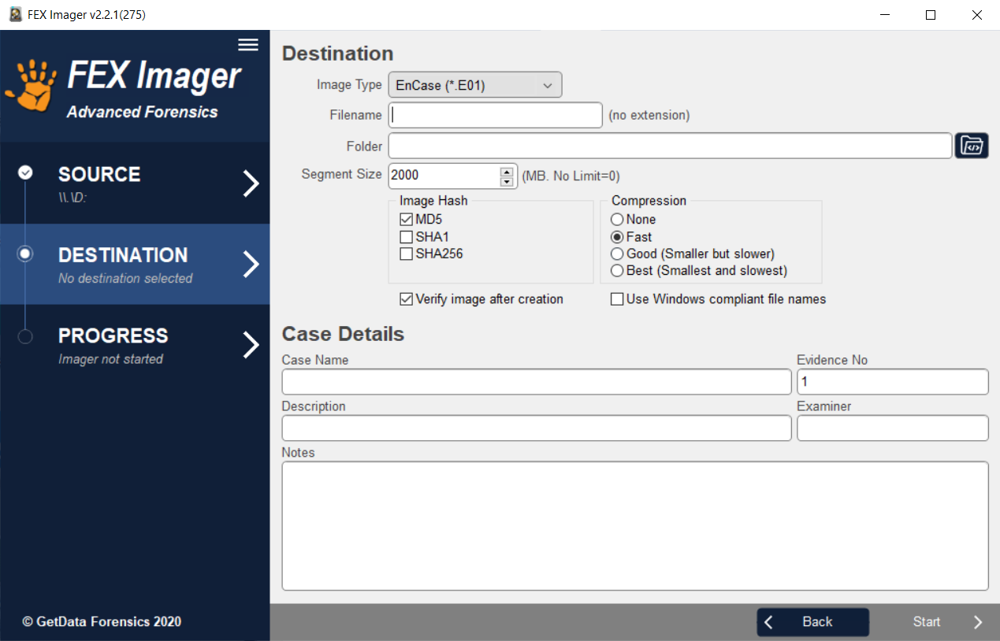 FEX Imager v2.2.1(275)
FEX Imager
Advanced Forensics
SOURCE
\\.\D:
DESTINATION
No destination selected
PROGRESS
Imager not started
© GetData Forensics 2020
Destination
Image Type EnCase (*.E01)
Filename (no extension)
Folder
Segment Size 2000 (MB. No Limit=0)
Image Hash
MD5
SHA1
SHA256
Compression
None
Fast
Good (Smaller but slower)
Best (Smallest and slowest)
Verify image after creation
Use Windows compliant file names
Case Details
Case Name
Evidence No
1
Description
Examiner
Notes
Back
Start